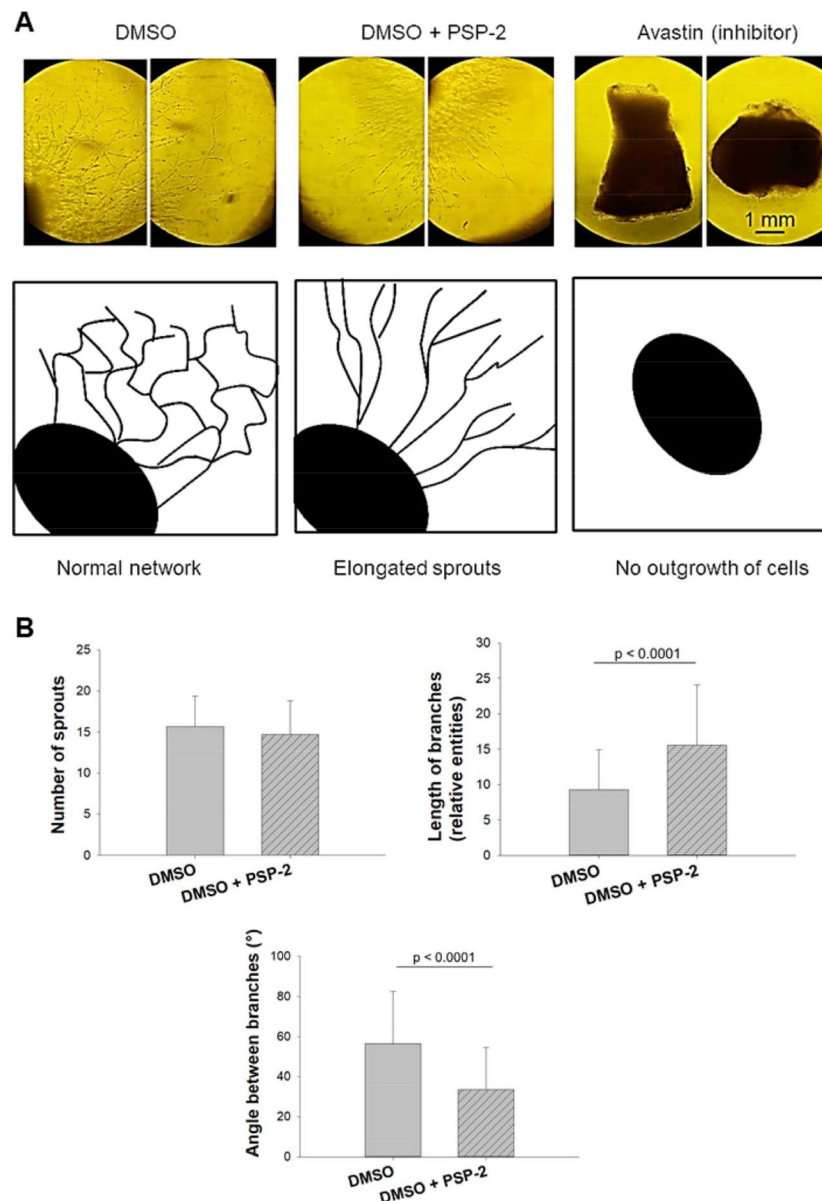 A
DMSO
DMSO + PSP-2
Avastin (inhibitor)
1 mm
Normal network
Elongated sprouts
No outgrowth of cells
B
25
20
15
10
5
0
Number of sprouts
DMSO
DMSO + PSP-2
30
25
20
15
10
5
0
Length of branches
(relative entities)
p < 0.0001
DMSO
DMSO + PSP-2
100
80
60
40
20
0
Angle between branches (°)
p < 0.0001
DMSO
DMSO + PSP-2